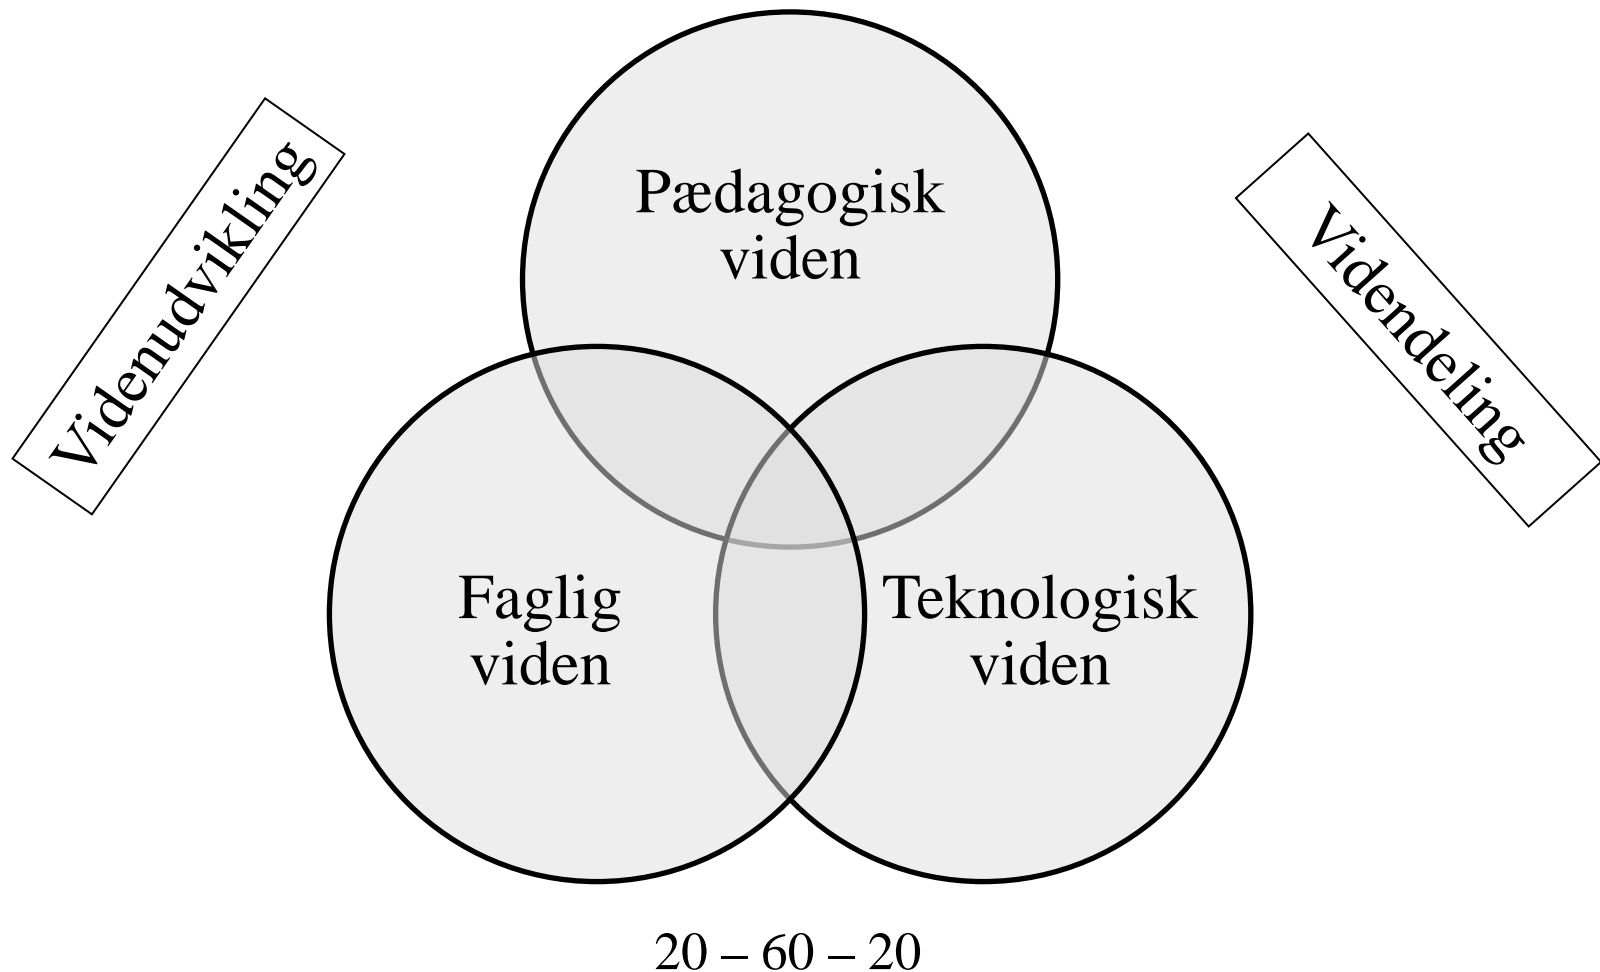 Videnudvikling
Pædagogisk
viden
Videndeling
Faglig
viden
Teknologisk
viden
20 – 60 – 20